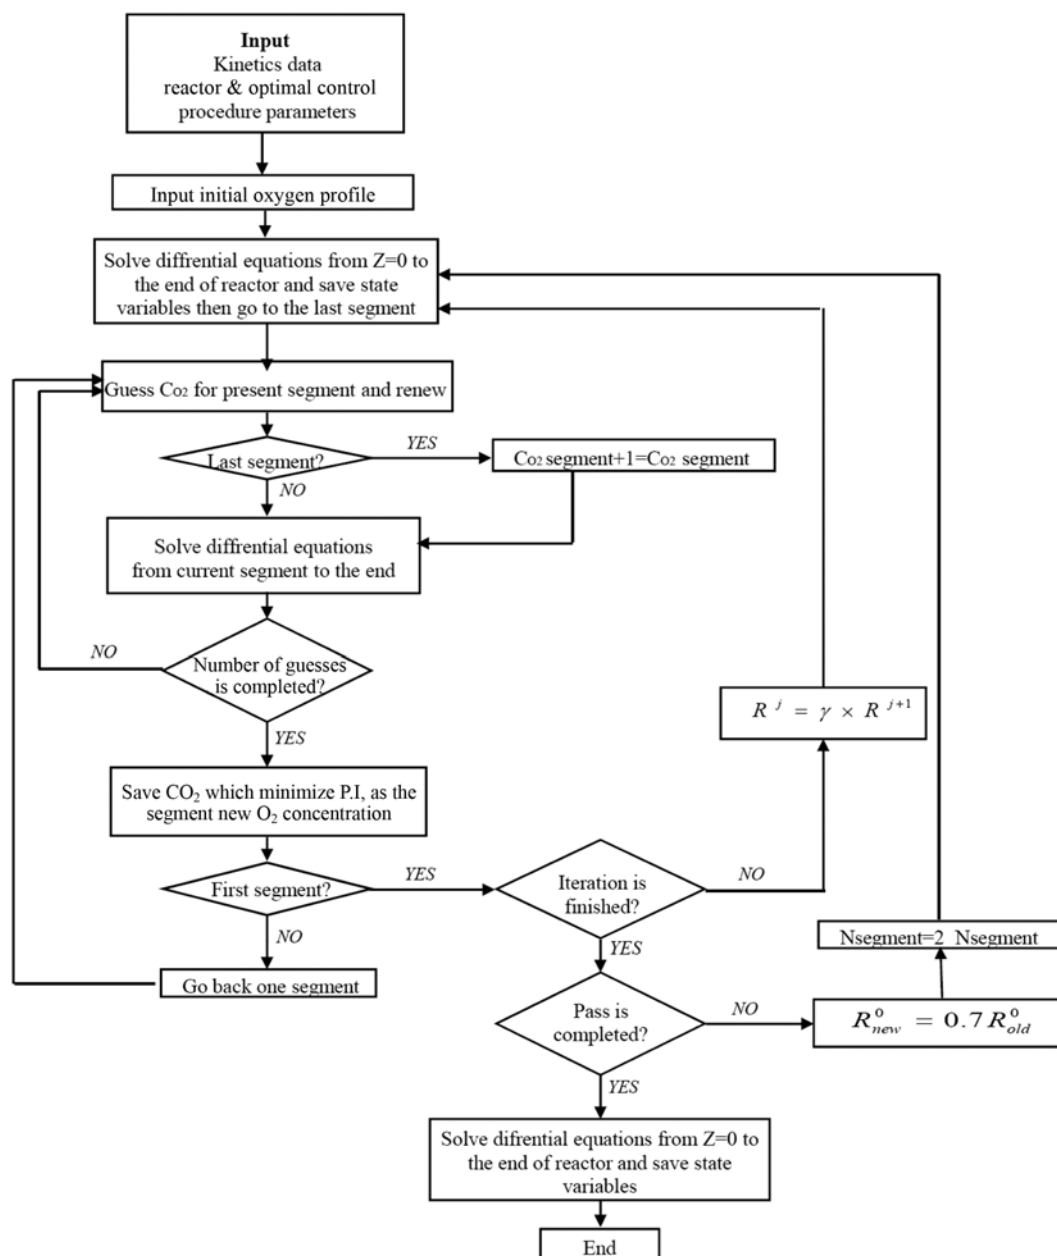 Input
Kinetics data
reactor & optimal control
procedure parameters
Input initial oxygen profile
Solve diffrential equations from Z=0 to
the end of reactor and save state
variables then go to the last segment
Guess Co2 for present segment and renew
Last segment?
YES
Co2 segment+1=Co2 segment
NO
Solve diffrential equations
from current segment to the end
NO
Number of guesses
is completed?
YES
R j = γ × R j+1
Save CO2 which minimize P.I, as the
segment new O2 concentration
First segment?
YES
Iteration is
finished?
NO
NO
Go back one segment
YES
Nsegment=2 Nsegment
Pass is
completed?
NO
R o new = 0.7 R o old
YES
Solve difrential equations from Z=0 to
the end of reactor and save state
variables
End